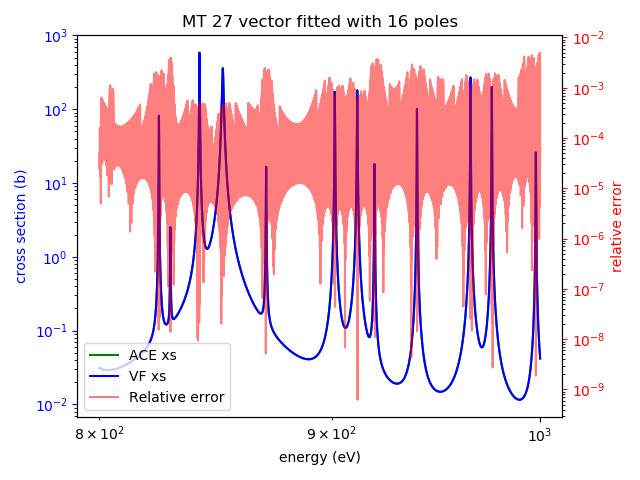 MT 27 vector fitted with 16 poles
10³
10²
10¹
10⁰
10⁻¹
10⁻²
cross section (b)
10⁻²
10⁻³
10⁻⁴
10⁻⁵
10⁻⁶
10⁻⁷
10⁻⁸
10⁻⁹
relative error
ACE xs
VF xs
Relative error
8 × 10²
9 × 10²
10³
energy (eV)